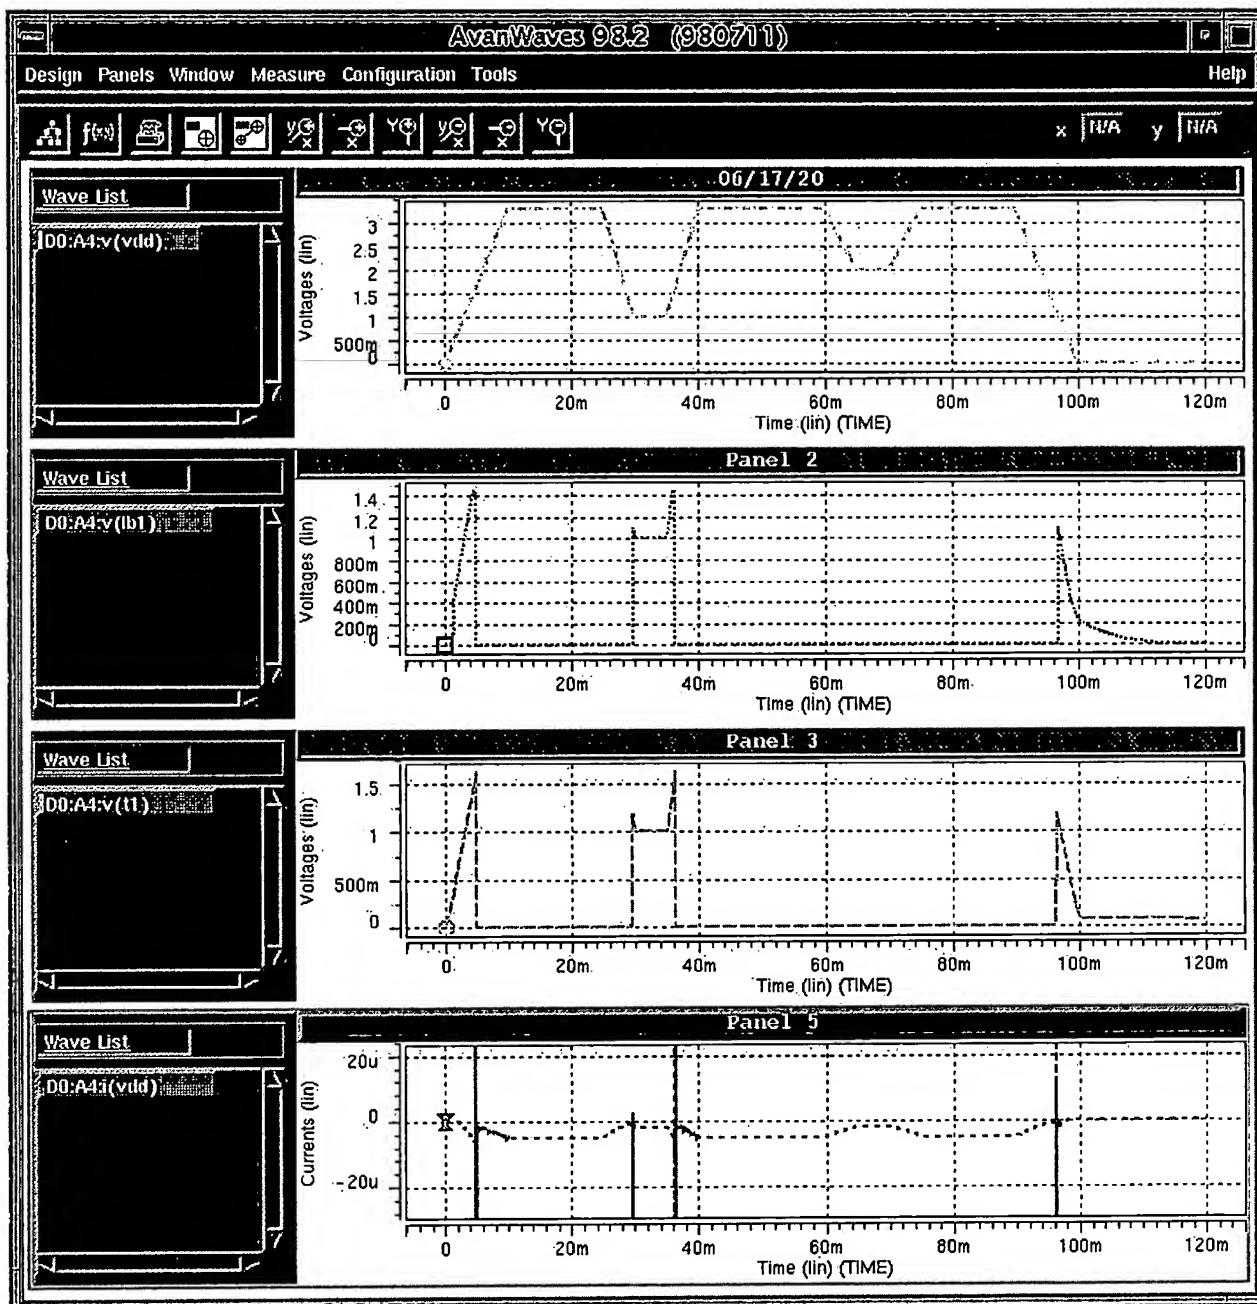 AvanWaves 98.2 (980711)
Design Panels Window Measure Configuration Tools Help
f(x) x N/A y N/A
06/17/20
Wave List
D0:A4:v(vdd)
Voltages (lin)
3
2.5
2
1.5
1
500m
0
0 20m 40m 60m 80m 100m 120m
Time (lin) (TIME)
Panel 2
Wave List
D0:A4:v(lb1)
Voltages (lin)
1.4
1.2
1
800m
600m
400m
200m
0
0 20m 40m 60m 80m 100m 120m
Time (lin) (TIME)
Panel 3
Wave List
D0:A4:v(t1)
Voltages (lin)
1.5
1
500m
0
0 20m 40m 60m 80m 100m 120m
Time (lin) (TIME)
Panel 5
Wave List
D0:A4:i(vdd)
Currents (lin)
20u
0
-20u
0 20m 40m 60m 80m 100m 120m
Time (lin) (TIME)